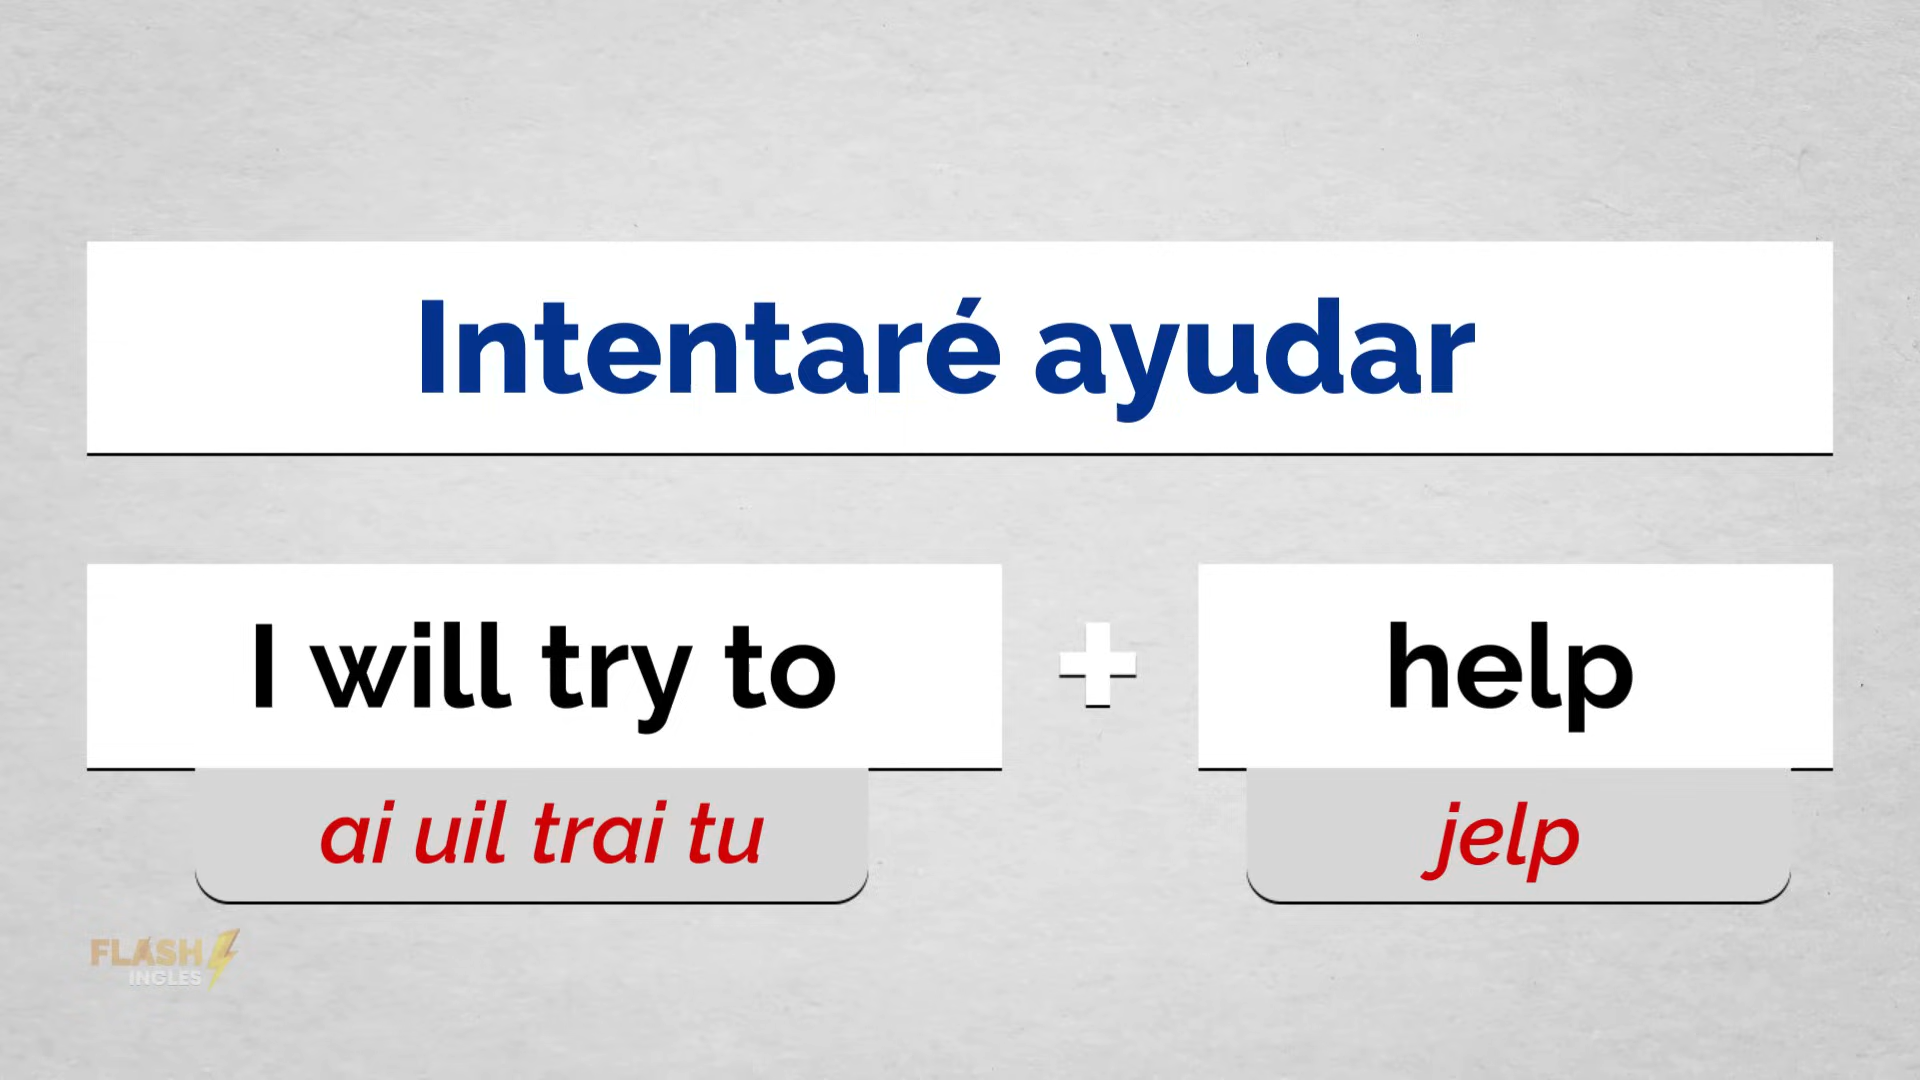 Intentaré ayudar
I will try to + help
ai uil trai tu
jelp
FLASH
INGLES